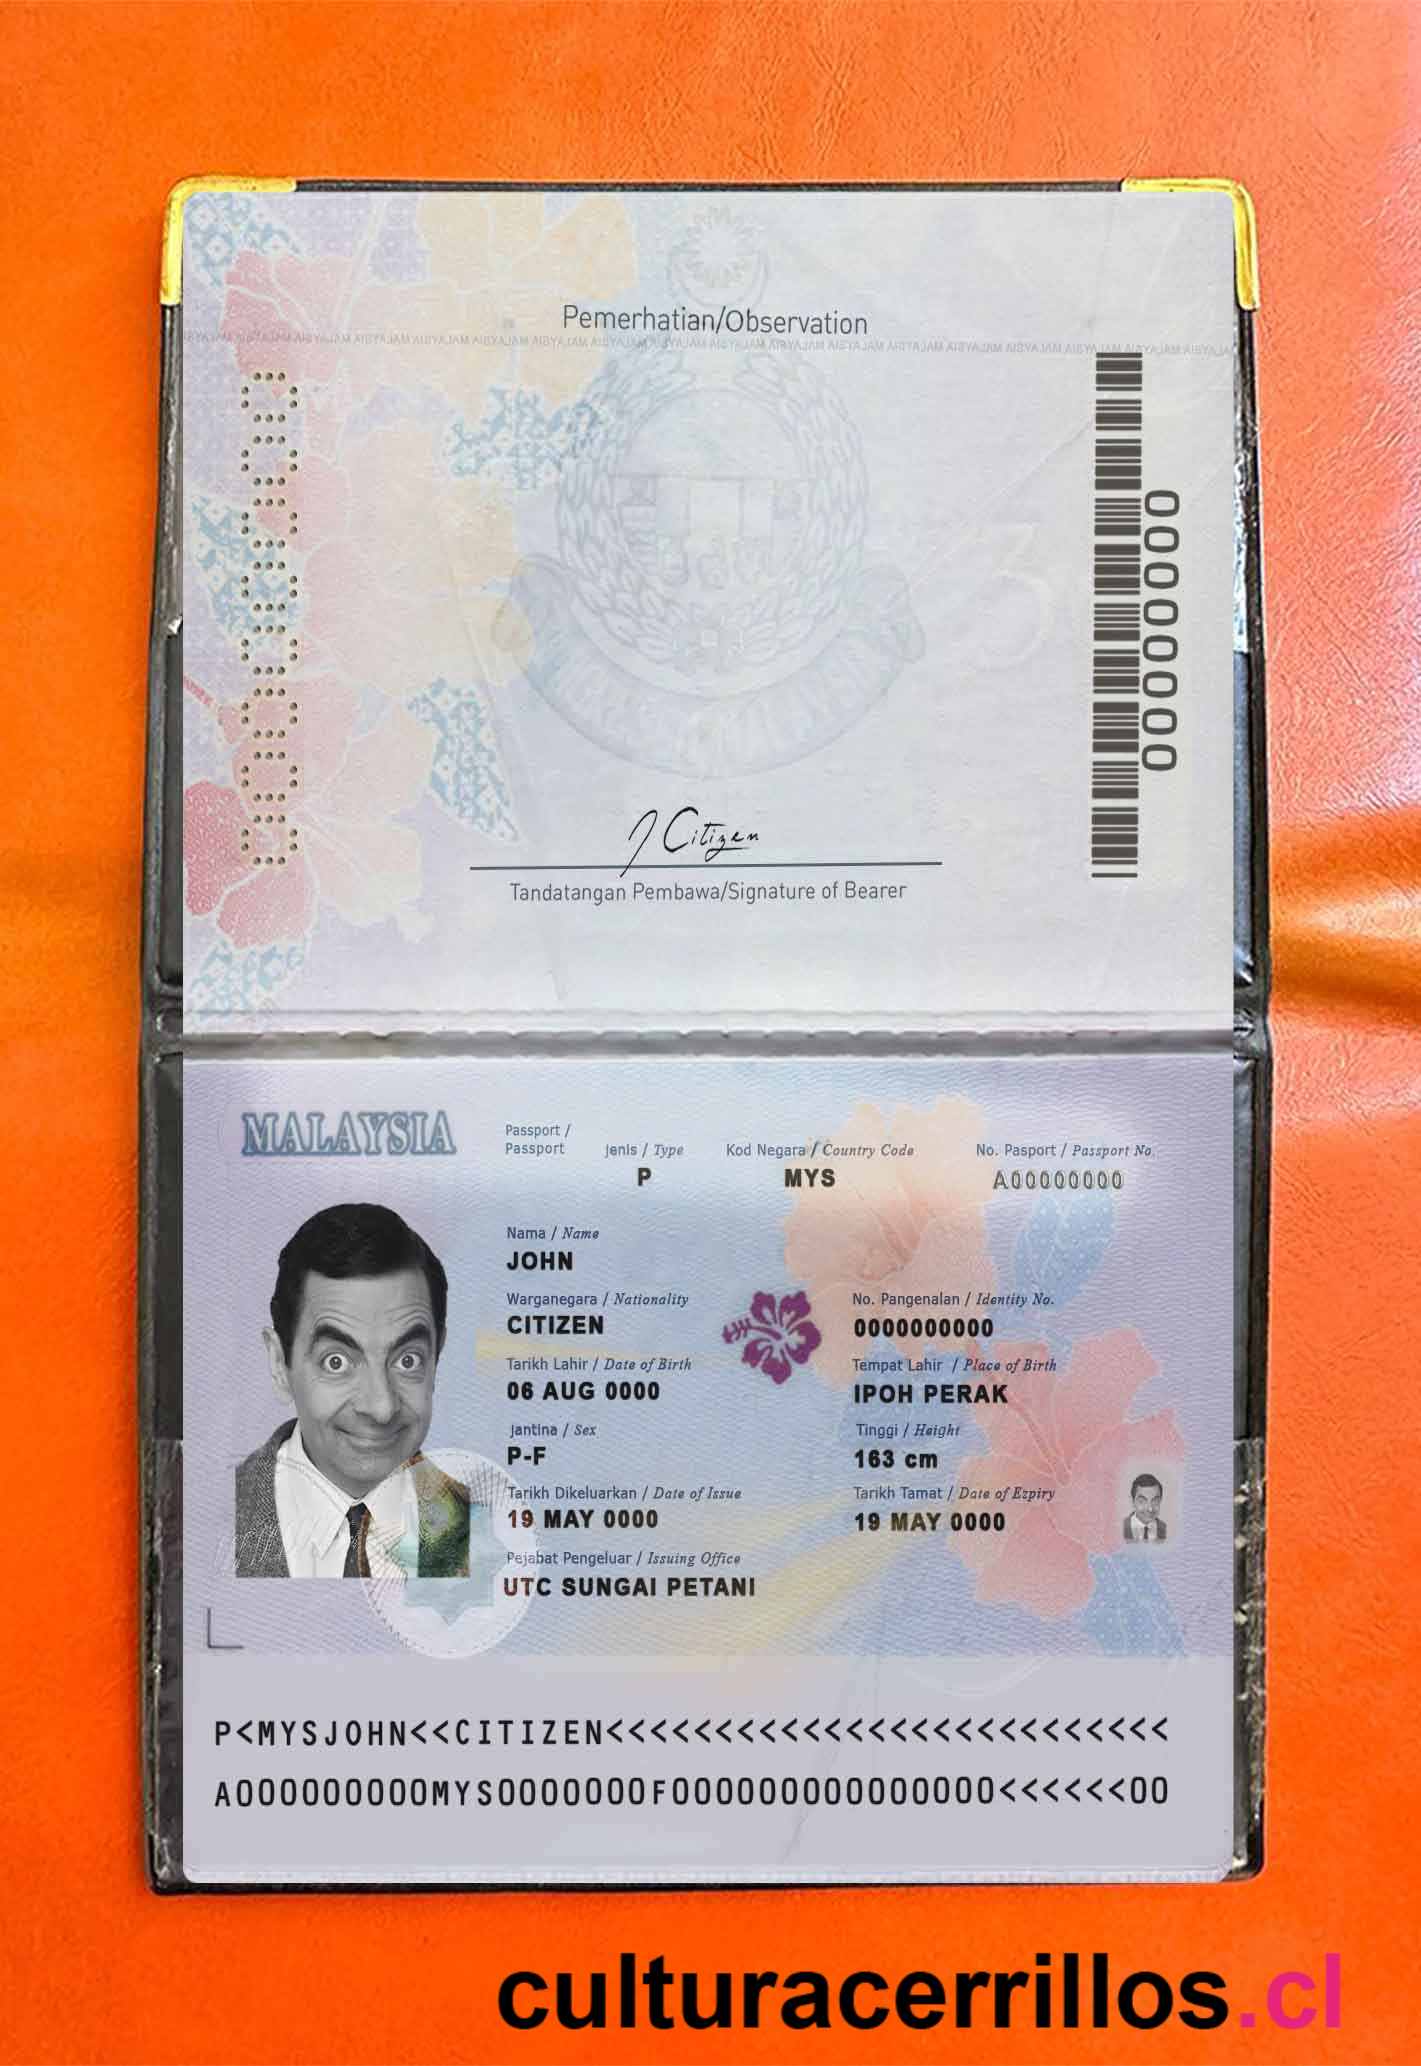 Pemerhatian/Observation
00000000
Tandatangan Pembawa/Signature of Bearer
J Citizen
MALAYSIA
Passport / Passport
Jenis / Type
P
Kod Negara / Country Code
MYS
No. Pasport / Passport No.
A00000000
Nama / Name
JOHN
Warganegara / Nationality
CITIZEN
No. Pangenalan / Identity No.
0000000000
Tarikh Lahir / Date of Birth
06 AUG 0000
Tempat Lahir / Place of Birth
IPOH PERAK
Jantina / Sex
P-F
Tinggi / Height
163 cm
Tarikh Dikeluarkan / Date of Issue
19 MAY 0000
Tarikh Tamat / Date of Expiry
19 MAY 0000
Pejabat Pengeluar / Issuing Office
UTC SUNGAI PETANI
P<MYSJOHN<<CITIZEN<<<<<<<<<<<<<<<<<<<<<<<<<<
A000000000MYS0000000F000000000000000<<<<<<00
culturacerrillos.cl